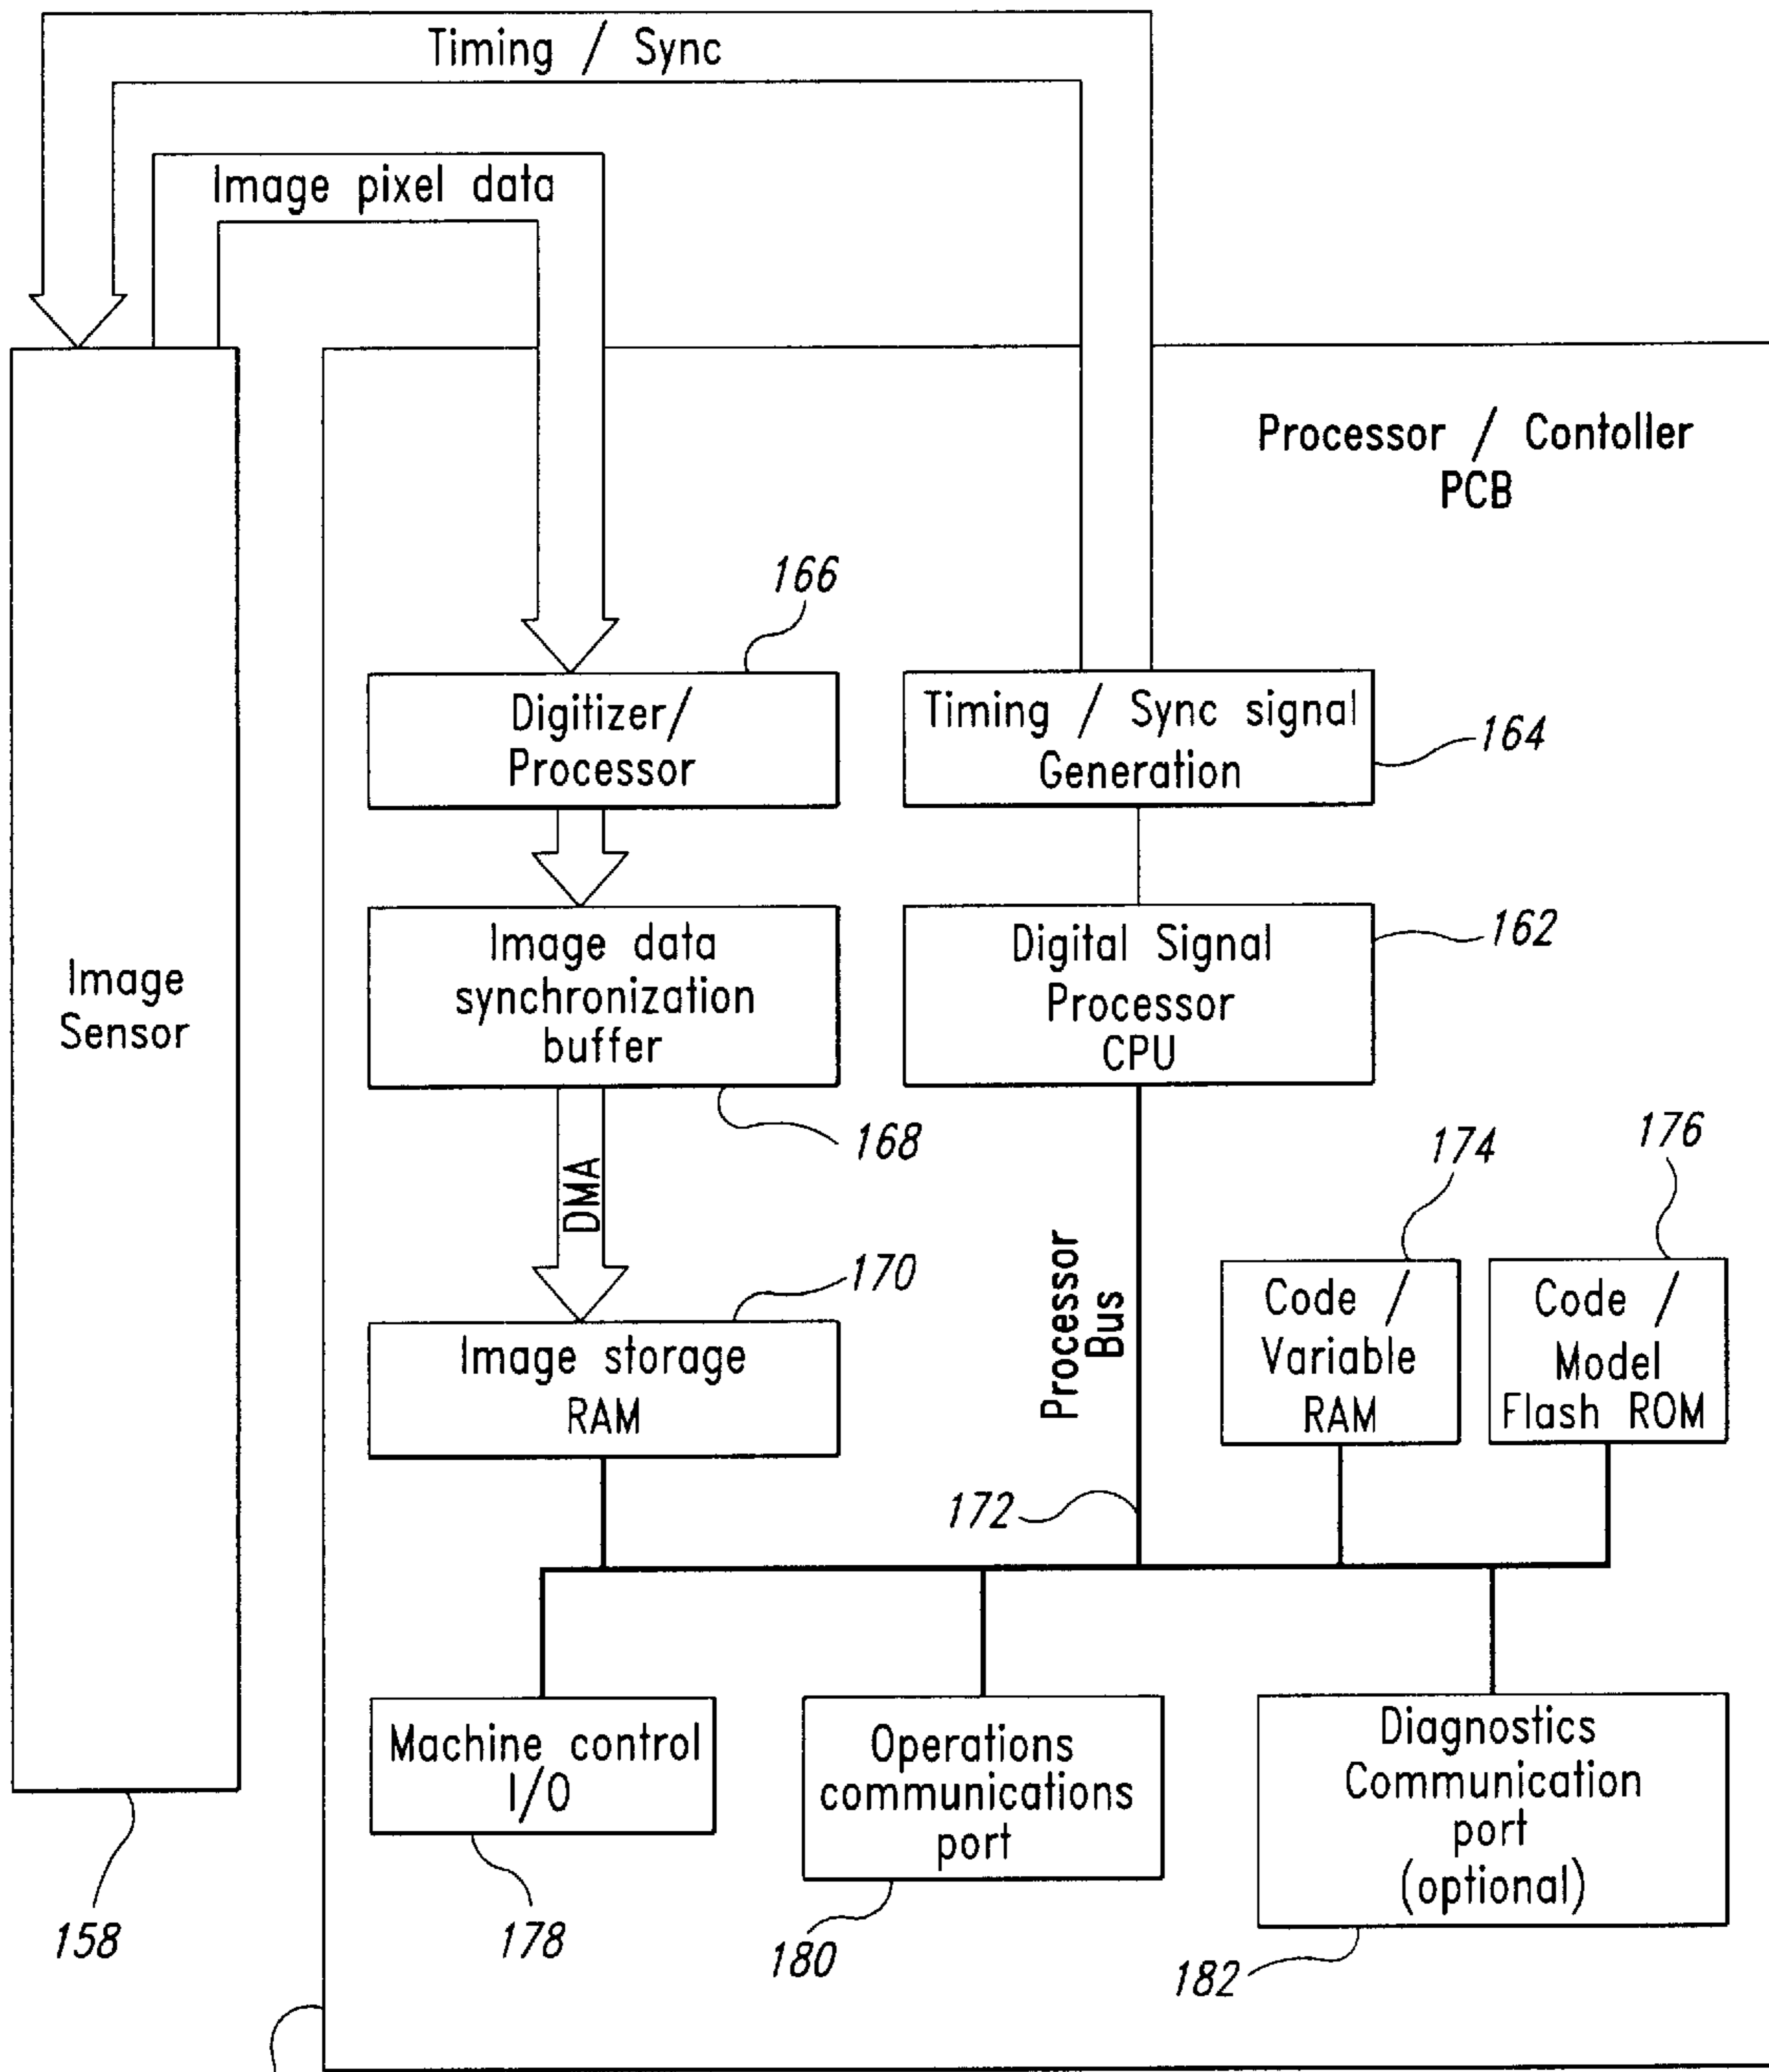 Timing / Sync
Image pixel data
Processor / Contoller
PCB
166
Digitizer/
Processor
Timing / Sync signal
Generation
164
Image data
synchronization
buffer
168
Digital Signal
Processor
CPU
162
Image
Sensor
DMA
174
176
170
Image storage
RAM
Processor
Bus
Code /
Variable
RAM
Code /
Model
Flash ROM
172
Machine control
I/O
Operations
communications
port
Diagnostics
Communication
port
(optional)
158
178
180
182